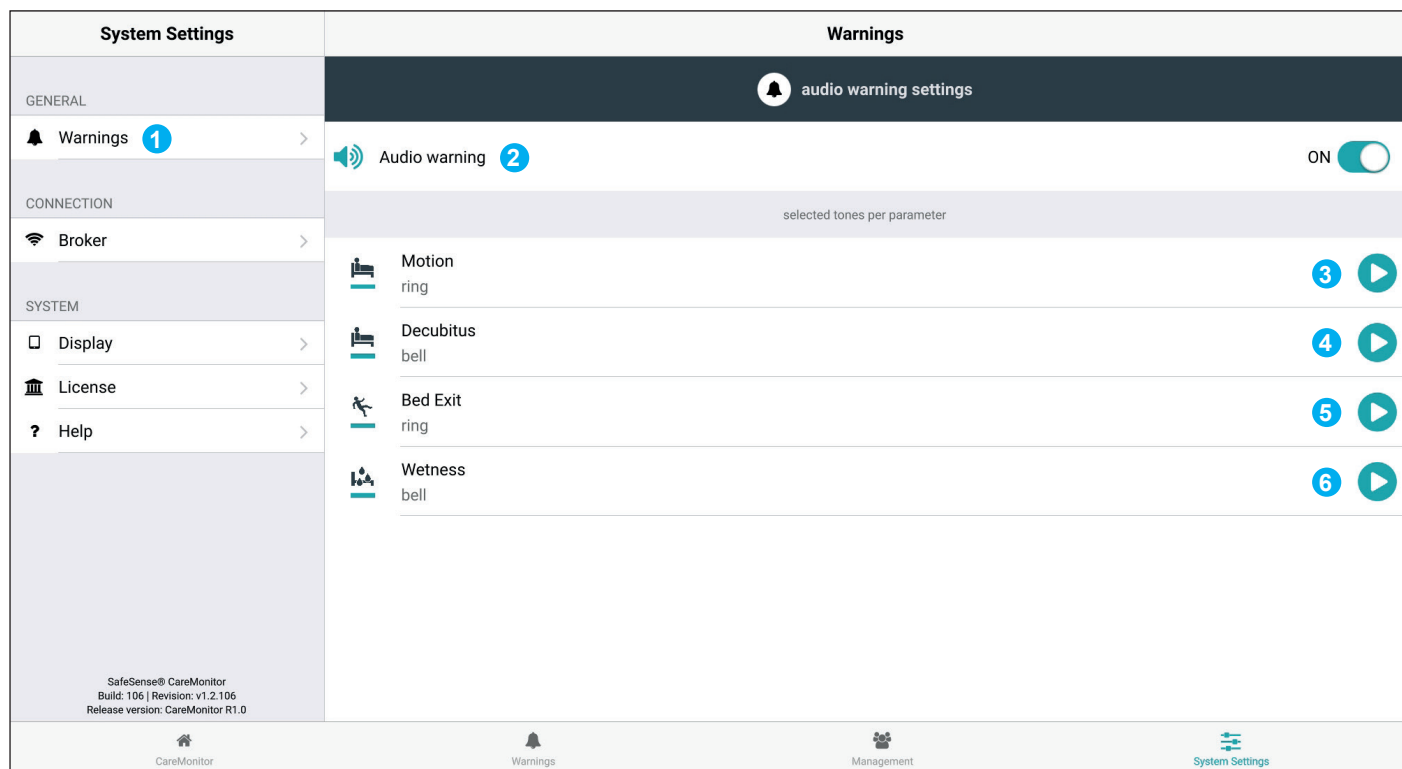 System Settings
Warnings
GENERAL
Warnings 1
CONNECTION
Broker
SYSTEM
Display
License
? Help
SafeSense® CareMonitor
Build: 106 | Revision: v1.2.106
Release version: CareMonitor R1.0
audio warning settings
Audio warning 2 ON
selected tones per parameter
Motion
ring
3
Decubitus
bell
4
Bed Exit
ring
5
Wetness
bell
6
CareMonitor
Warnings
Management
System Settings